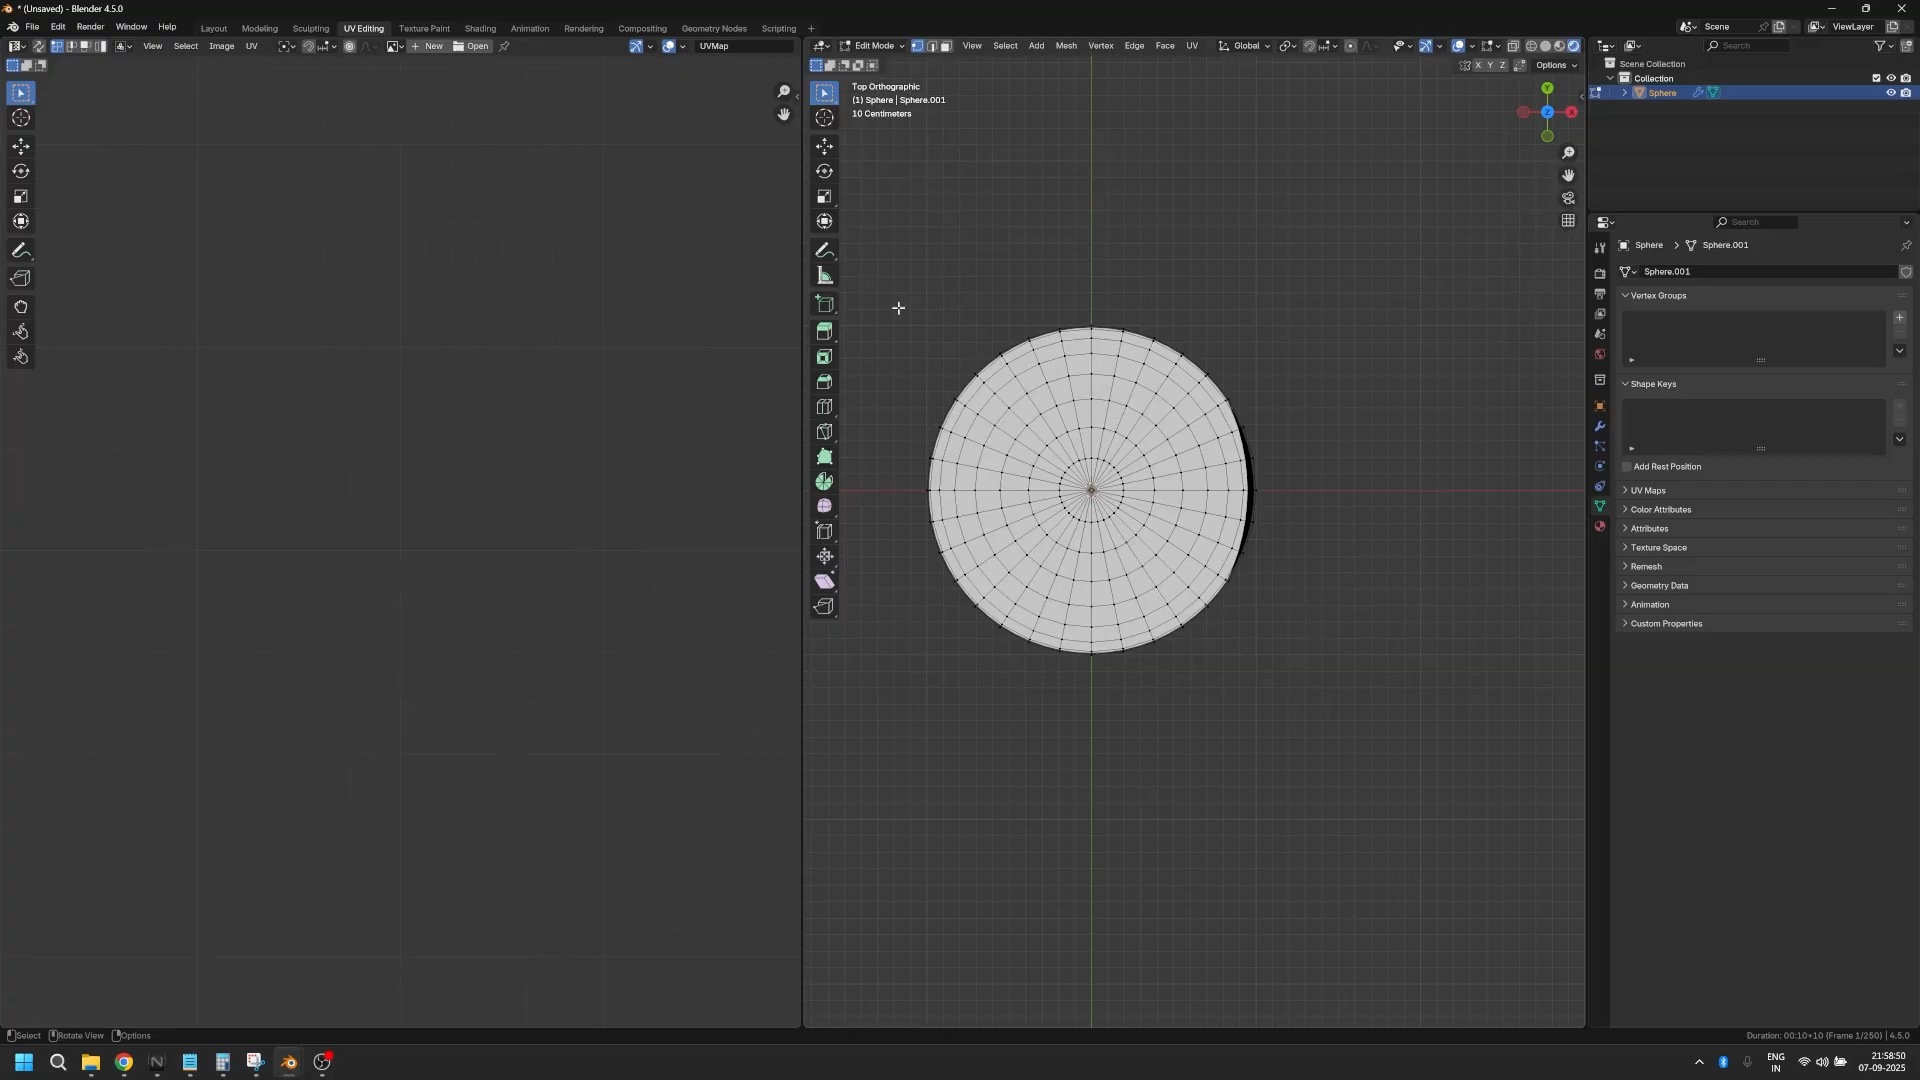 * (Unsaved) - Blender 4.5.0
File Edit Render Window Help
Layout Modeling Sculpting UV Editing Texture Paint Shading Animation Rendering Compositing Geometry Nodes Scripting +
Scene
ViewLayer
View Select Image UV
New
Open
UVMap
Edit Mode
View Select Add Mesh Vertex Edge Face UV
Global
X Y Z
Options
Top Orthographic
(1) Sphere | Sphere.001
10 Centimeters
Y
Z
X
Search
Scene Collection
Collection
Sphere
Search
Sphere > Sphere.001
Sphere.001
Vertex Groups
Shape Keys
Add Rest Position
UV Maps
Color Attributes
Attributes
Texture Space
Remesh
Geometry Data
Animation
Custom Properties
Select Rotate View Options
Duration: 00:10+10 (Frame 1/250) | 4.5.0
ENG
IN
21:58:50
07-09-2025